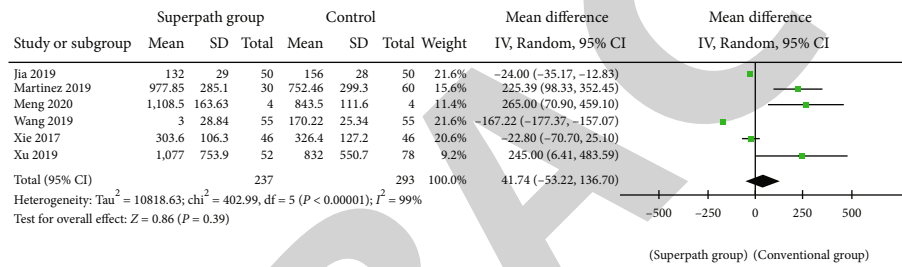 Superpath group Control Mean difference Mean difference
Study or subgroup Mean SD Total Mean SD Total Weight IV, Random, 95% CI IV, Random, 95% CI
Jia 2019 132 29 50 156 28 50 21.6% −24.00 (−35.17, −12.83)
Martinez 2019 977.85 285.1 30 752.46 299.3 60 15.6% 225.39 (98.33, 352.45)
Meng 2020 1,108.5 163.63 4 843.5 111.6 4 11.4% 265.00 (70.90, 459.10)
Wang 2019 3 28.84 55 170.22 25.34 55 21.6% −167.22 (−177.37, −157.07)
Xie 2017 303.6 106.3 46 326.4 127.2 46 20.6% −22.80 (−70.70, 25.10)
Xu 2019 1,077 753.9 52 832 550.7 78 9.2% 245.00 (6.41, 483.59)
Total (95% CI) 237 293 100.0% 41.74 (−53.22, 136.70)
Heterogeneity: Tau² = 10818.63; chi² = 402.99, df = 5 (P < 0.00001); I² = 99%
Test for overall effect: Z = 0.86 (P = 0.39)
−500 −250 0 250 500
(Superpath group) (Conventional group)